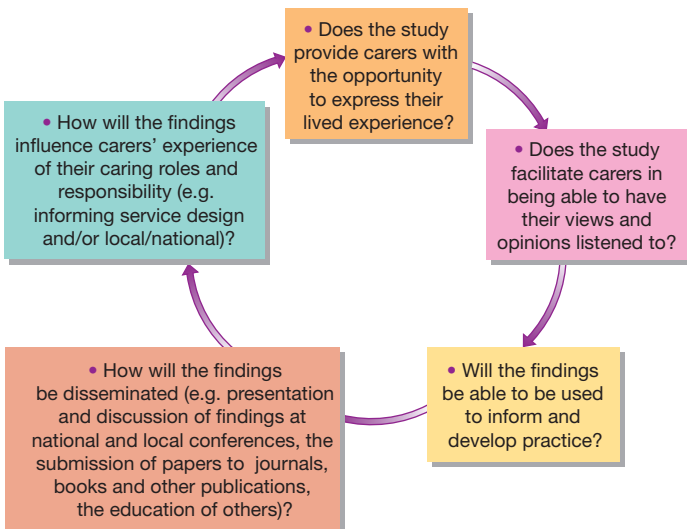 • Does the study
provide carers with
the opportunity
to express their
lived experience?
• Does the study
facilitate carers in
being able to have
their views and
opinions listened to?
• Will the findings
be able to be used
to inform and
develop practice?
• How will the findings
be disseminated (e.g. presentation
and discussion of findings at
national and local conferences, the
submission of papers to journals,
books and other publications,
the education of others)?
• How will the findings
influence carers’ experience
of their caring roles and
responsibility (e.g.
informing service design
and/or local/national)?